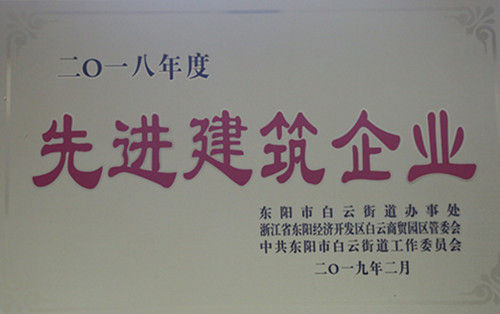 二〇一八年度
先进建筑企业
东阳市白云街道办事处
浙江省东阳经济开发区白云商贸园区管委会
中共东阳市白云街道工作委员会
二〇一九年二月